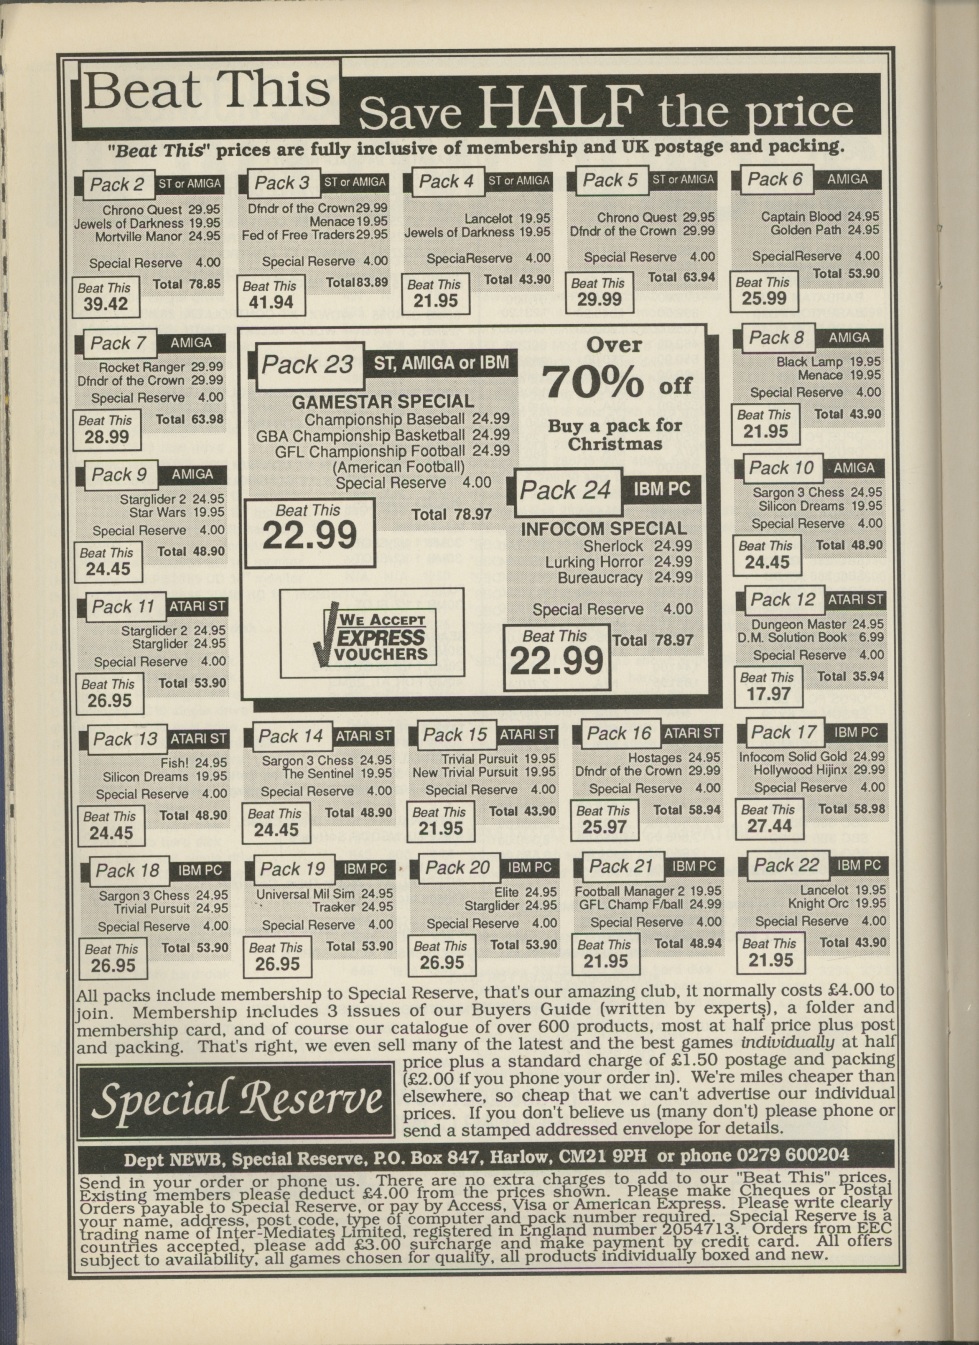 Beat This
Save HALF the price
"Beat This" prices are fully inclusive of membership and UK postage and packing.
Pack 2 ST or AMIGA
Chrono Quest 29.95
Jewels of Darkness 19.95
Mortville Manor 24.95
Special Reserve 4.00
Beat This
39.42
Total 78.85
Pack 3 ST or AMIGA
Dfndr of the Crown 29.99
Menace 19.95
Fed of Free Traders 29.95
Special Reserve 4.00
Beat This
41.94
Total 83.89
Pack 4 ST or AMIGA
Lancelot 19.95
Jewels of Darkness 19.95
SpeciaReserve 4.00
Beat This
21.95
Total 43.90
Pack 5 ST or AMIGA
Chrono Quest 29.95
Dfndr of the Crown 29.99
Special Reserve 4.00
Beat This
29.99
Total 63.94
Pack 6 AMIGA
Captain Blood 24.95
Golden Path 24.95
SpecialReserve 4.00
Beat This
25.99
Total 53.90
Pack 7 AMIGA
Rocket Ranger 29.99
Dfndr of the Crown 29.99
Special Reserve 4.00
Beat This
28.99
Total 63.98
Pack 23 ST, AMIGA or IBM
GAMESTAR SPECIAL
Championship Baseball 24.99
GBA Championship Basketball 24.99
GFL Championship Football 24.99
(American Football)
Special Reserve 4.00
Beat This
22.99
Total 78.97
Over
70% off
Buy a pack for
Christmas
Pack 24 IBM PC
INFOCOM SPECIAL
Sherlock 24.99
Lurking Horror 24.99
Bureaucracy 24.99
Special Reserve 4.00
Beat This
22.99
Total 78.97
WE ACCEPT
EXPRESS
VOUCHERS
Pack 8 AMIGA
Black Lamp 19.95
Menace 19.95
Special Reserve 4.00
Beat This
21.95
Total 43.90
Pack 9 AMIGA
Starglider 2 24.95
Star Wars 19.95
Special Reserve 4.00
Beat This
24.45
Total 48.90
Pack 10 AMIGA
Sargon 3 Chess 24.95
Silicon Dreams 19.95
Special Reserve 4.00
Beat This
24.45
Total 48.90
Pack 11 ATARI ST
Starglider 2 24.95
Starglider 24.95
Special Reserve 4.00
Beat This
26.95
Total 53.90
Pack 12 ATARI ST
Dungeon Master 24.95
D.M. Solution Book 6.99
Special Reserve 4.00
Beat This
17.97
Total 35.94
Pack 13 ATARI ST
Fish! 24.95
Silicon Dreams 19.95
Special Reserve 4.00
Beat This
24.45
Total 48.90
Pack 14 ATARI ST
Sargon 3 Chess 24.95
The Sentinel 19.95
Special Reserve 4.00
Beat This
24.45
Total 48.90
Pack 15 ATARI ST
Trivial Pursuit 19.95
New Trivial Pursuit 19.95
Special Reserve 4.00
Beat This
21.95
Total 43.90
Pack 16 ATARI ST
Hostages 24.95
Dfndr of the Crown 29.99
Special Reserve 4.00
Beat This
25.97
Total 58.94
Pack 17 IBM PC
Infocom Solid Gold 24.99
Hollywood Hijinx 29.99
Special Reserve 4.00
Beat This
27.44
Total 58.98
Pack 18 IBM PC
Sargon 3 Chess 24.95
Trivial Pursuit 24.95
Special Reserve 4.00
Beat This
26.95
Total 53.90
Pack 19 IBM PC
Universal Mil Sim 24.95
Tracker 24.95
Special Reserve 4.00
Beat This
26.95
Total 53.90
Pack 20 IBM PC
Elite 24.95
Starglider 24.95
Special Reserve 4.00
Beat This
26.95
Total 53.90
Pack 21 IBM PC
Football Manager 2 19.95
GFL Champ F/ball 24.99
Special Reserve 4.00
Beat This
21.95
Total 48.94
Pack 22 IBM PC
Lancelot 19.95
Knight Orc 19.95
Special Reserve 4.00
Beat This
21.95
Total 43.90
All packs include membership to Special Reserve, that's our amazing club, it normally costs £4.00 to
join. Membership includes 3 issues of our Buyers Guide (written by experts), a folder and
membership card, and of course our catalogue of over 600 products, most at half price plus post
and packing. That's right, we even sell many of the latest and the best games individually at half
price plus a standard charge of £1.50 postage and packing
(£2.00 if you phone your order in). We're miles cheaper than
elsewhere, so cheap that we can't advertise our individual
prices. If you don't believe us (many don't) please phone or
send a stamped addressed envelope for details.
Special Reserve
Dept NEWB, Special Reserve, P.O. Box 847, Harlow, CM21 9PH or phone 0279 600204
Send in your order or phone us. There are no extra charges to add to our "Beat This" prices.
Existing members please deduct £4.00 from the prices shown. Please make Cheques or Postal
Orders payable to Special Reserve, or pay by Access, Visa or American Express. Please write clearly
your name, address, post code, type of computer and pack number required. Special Reserve is a
trading name of Inter-Mediates Limited, registered in England number 2054713. Orders from EEC
countries accepted, please add £3.00 surcharge and make payment by credit card. All offers
subject to availability, all games chosen for quality, all products individually boxed and new.